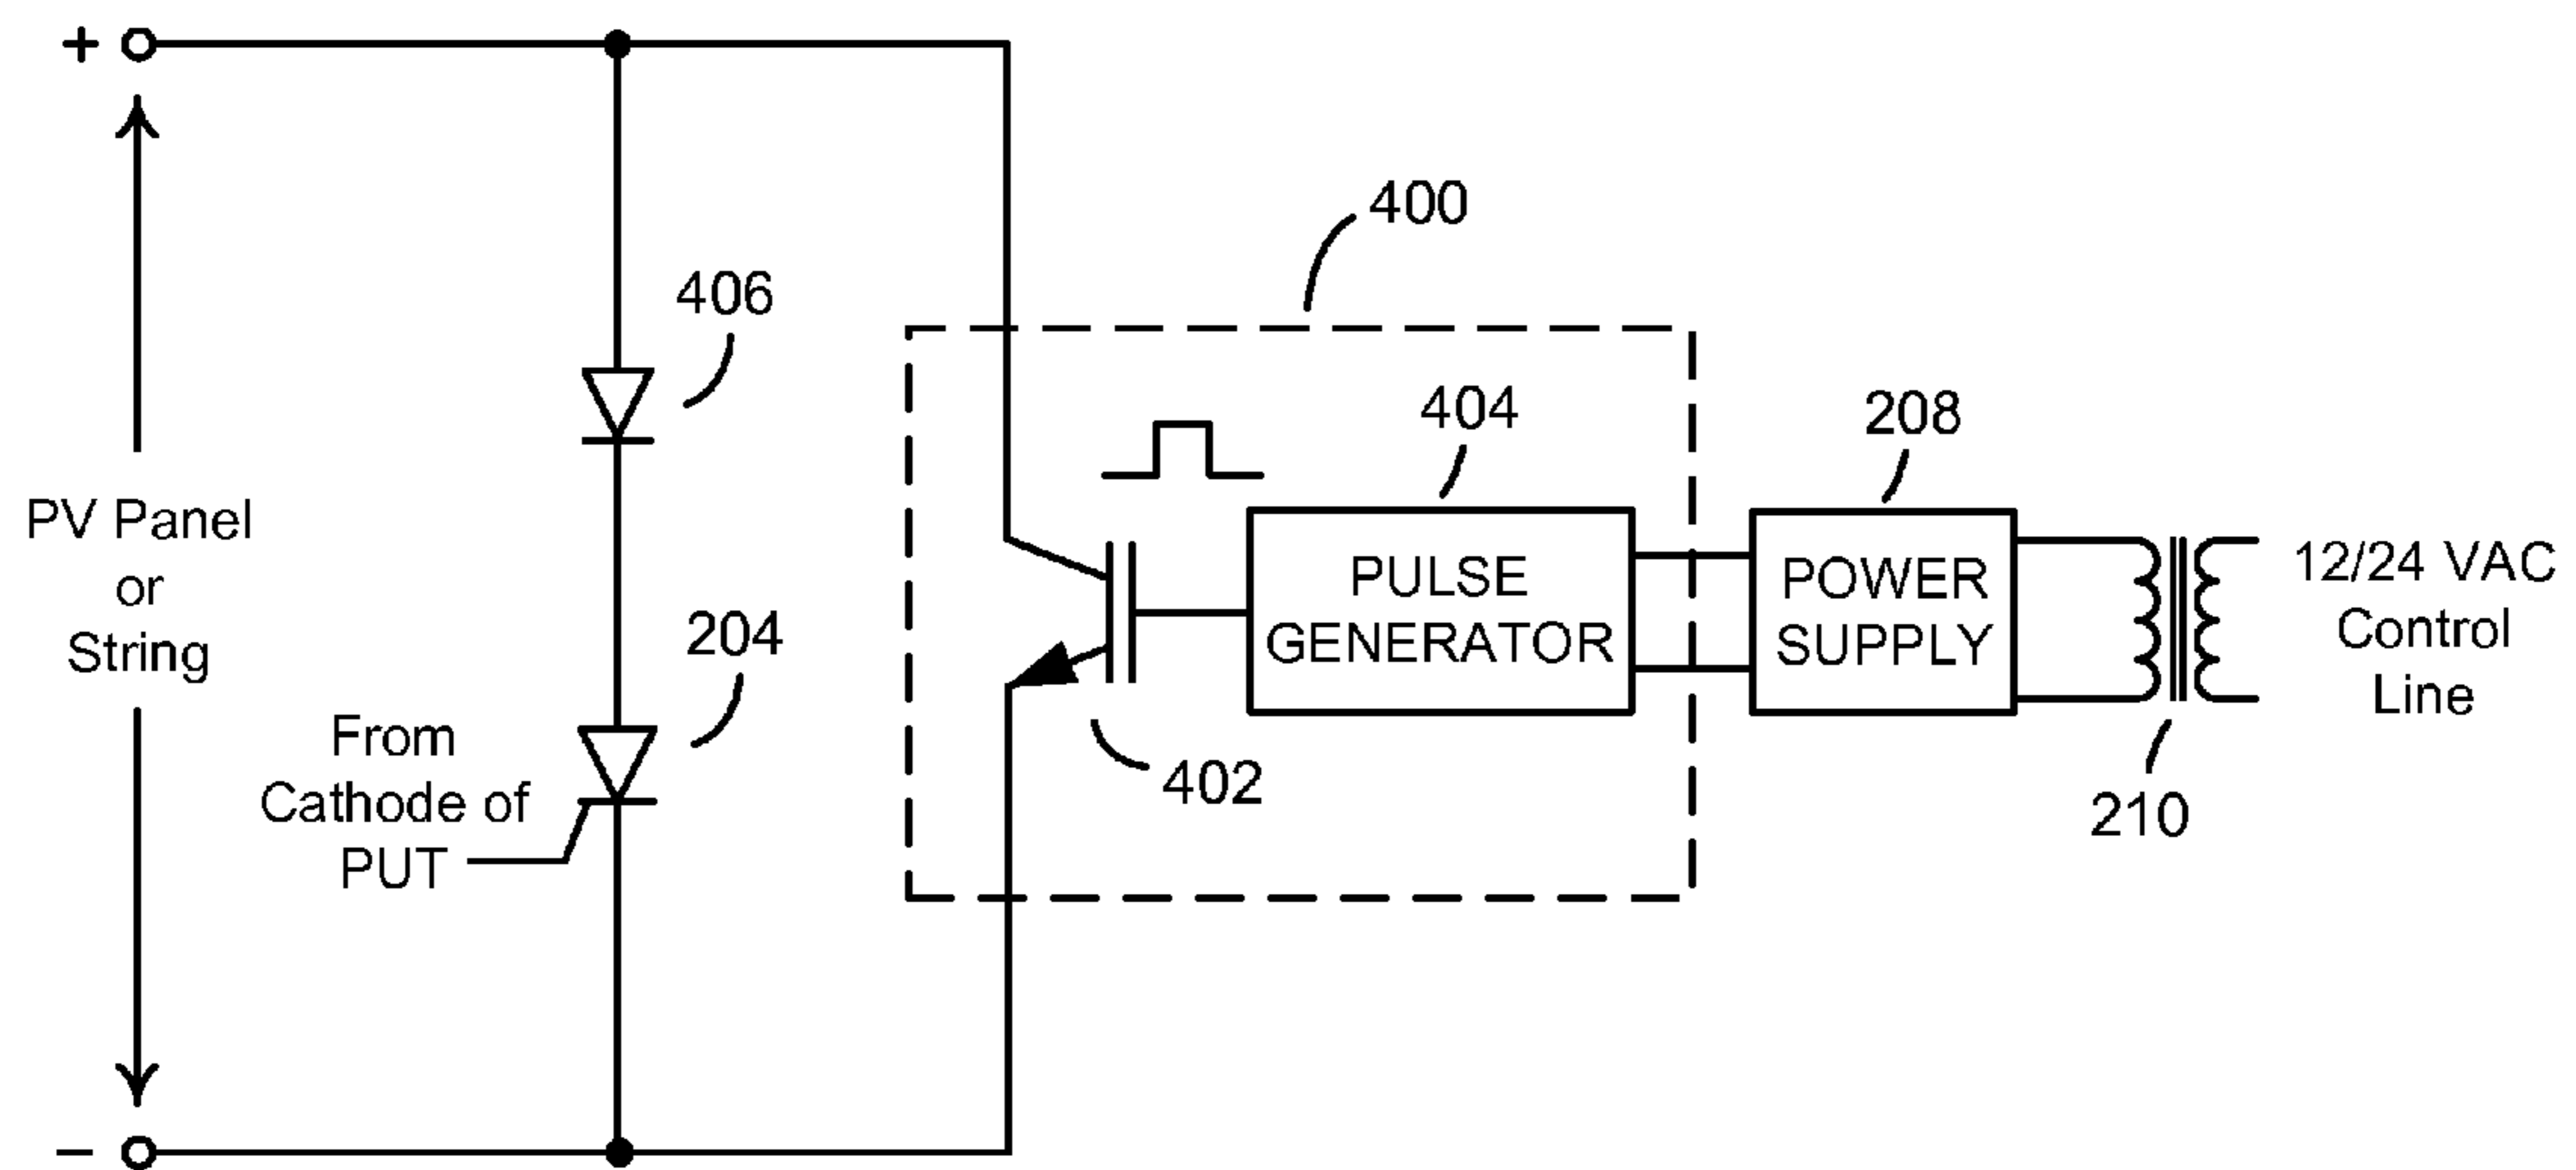 +
400
406
404
208
PV Panel
or
String
PULSE
GENERATOR
POWER
SUPPLY
12/24 VAC
Control
Line
204
From
Cathode of
PUT
402
210
–